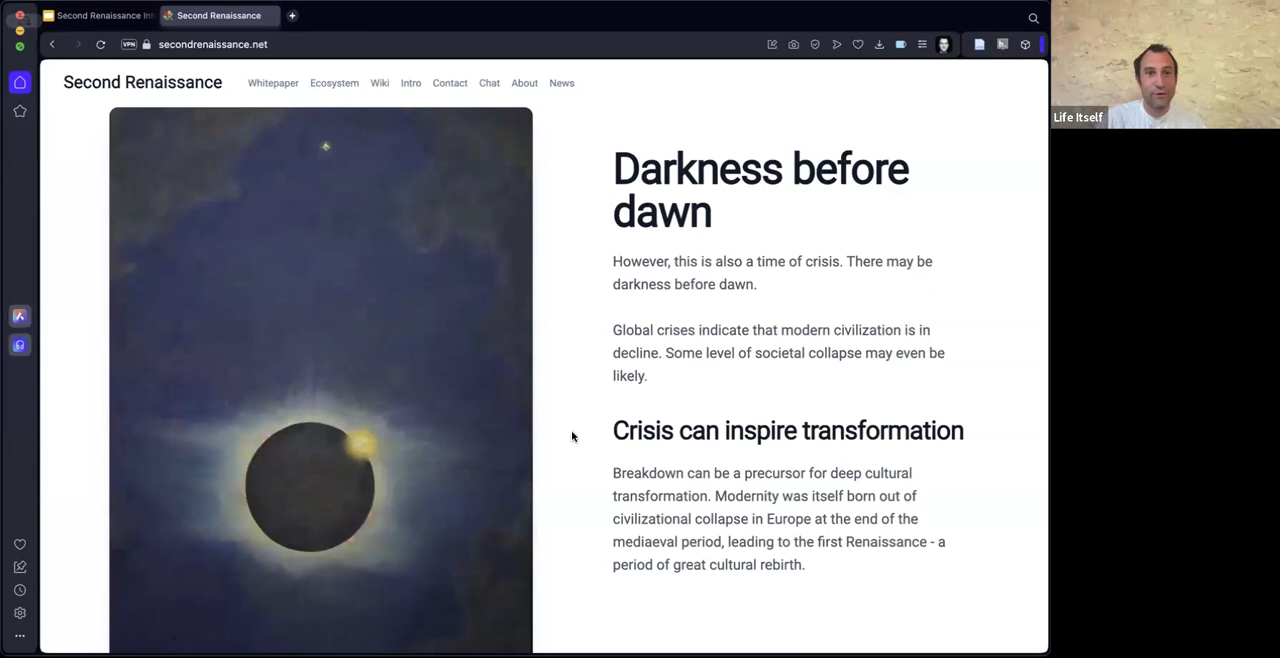 Second Renaissance Int
Second Renaissance
VPN
secondrenaissance.net
Life Itself
Second Renaissance
Whitepaper Ecosystem Wiki Intro Contact Chat About News
Darkness before
dawn
However, this is also a time of crisis. There may be
darkness before dawn.
Global crises indicate that modern civilization is in
decline. Some level of societal collapse may even be
likely.
Crisis can inspire transformation
Breakdown can be a precursor for deep cultural
transformation. Modernity was itself born out of
civilizational collapse in Europe at the end of the
mediaeval period, leading to the first Renaissance - a
period of great cultural rebirth.